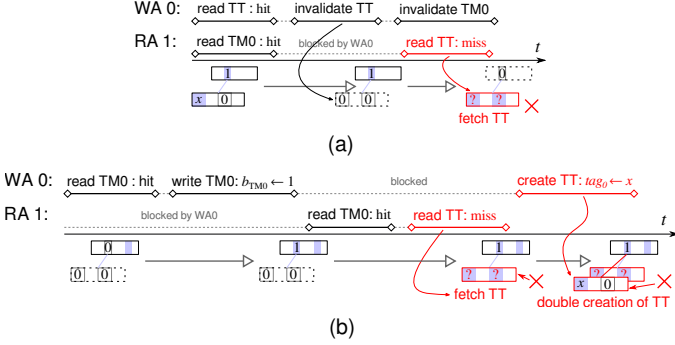 WA 0: read TT : hit invalidate TT invalidate TM0
RA 1: read TM0 : hit blocked by WA0 read TT: miss
t
1 1 0
x 0 0 0 ? ?
fetch TT
(a)
WA 0: read TM0 : hit write TM0: b_TM0 ← 1 blocked create TT: tag_0 ← x
RA 1: blocked by WA0 read TM0: hit read TT: miss
t
0 1 1 1
0 0 0 0 ? ? ? ?
x 0
fetch TT double creation of TT
(b)